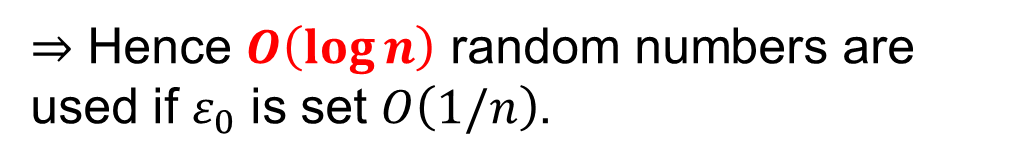 ⇒ Hence O(log n) random numbers are
used if ε₀ is set O(1/n).